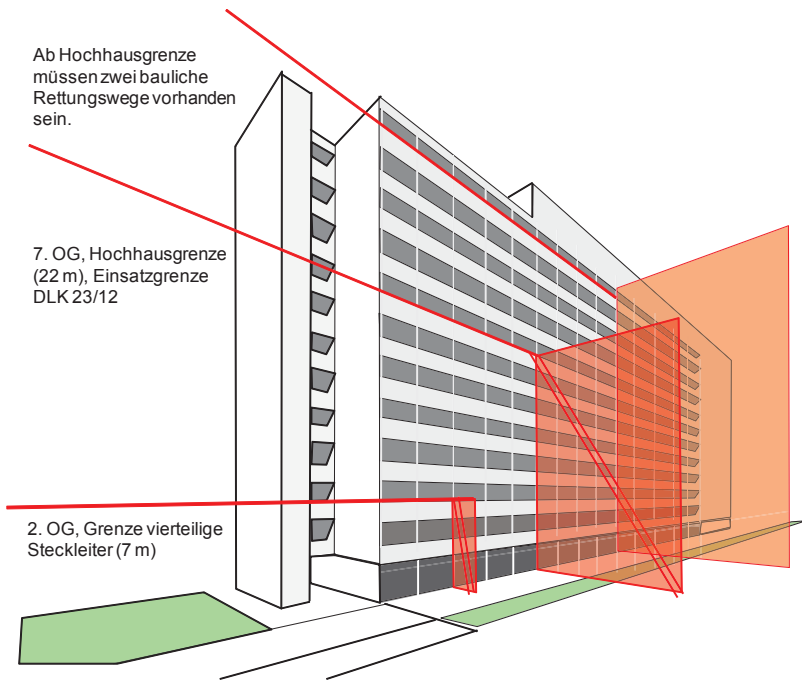 Ab Hochhausgrenze
müssen zwei bauliche
Rettungswege vorhanden
sein.
7. OG, Hochhausgrenze
(22 m), Einsatzgrenze
DLK 23/12
2. OG, Grenze vierteilige
Steckleiter (7 m)